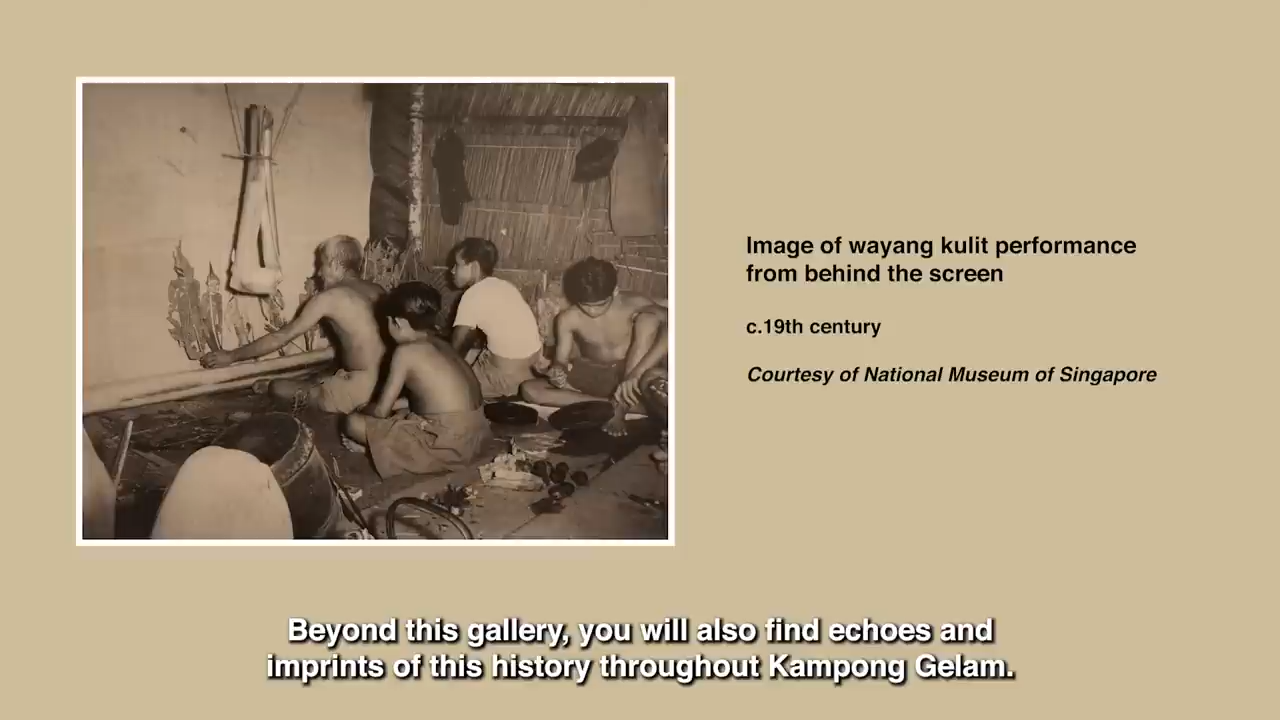 Image of wayang kulit performance
from behind the screen
c.19th century
Courtesy of National Museum of Singapore
Beyond this gallery, you will also find echoes and
imprints of this history throughout Kampong Gelam.